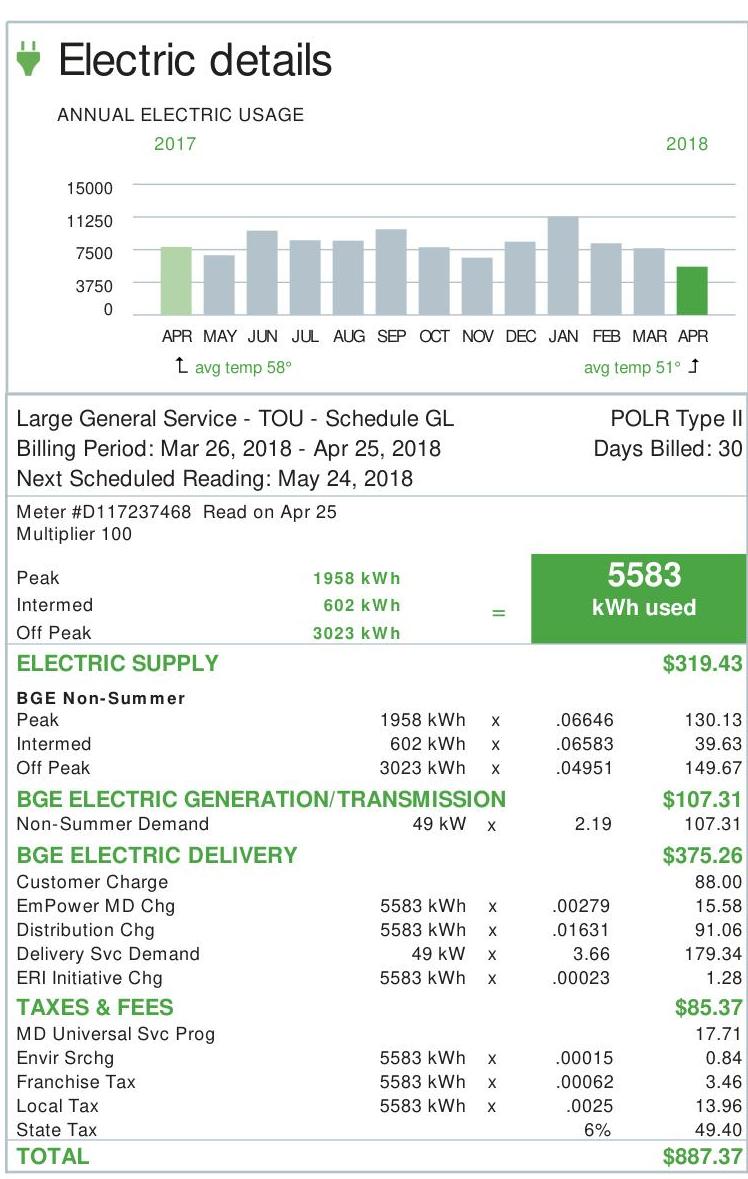 Electric details
ANNUAL ELECTRIC USAGE
2017 2018
15000
11250
7500
3750
0
APR MAY JUN JUL AUG SEP OCT NOV DEC JAN FEB MAR APR
avg temp 58° avg temp 51°
Large General Service - TOU - Schedule GL POLR Type II
Billing Period: Mar 26, 2018 - Apr 25, 2018 Days Billed: 30
Next Scheduled Reading: May 24, 2018
Meter #D117237468 Read on Apr 25
Multiplier 100
Peak 1958 kWh
Intermed 602 kWh
Off Peak 3023 kWh
=
5583
kWh used
ELECTRIC SUPPLY $319.43
BGE Non-Summer
Peak 1958 kWh x .06646 130.13
Intermed 602 kWh x .06583 39.63
Off Peak 3023 kWh x .04951 149.67
BGE ELECTRIC GENERATION/TRANSMISSION $107.31
Non-Summer Demand 49 kW x 2.19 107.31
BGE ELECTRIC DELIVERY $375.26
Customer Charge 88.00
EmPower MD Chg 5583 kWh x .00279 15.58
Distribution Chg 5583 kWh x .01631 91.06
Delivery Svc Demand 49 kW x 3.66 179.34
ERI Initiative Chg 5583 kWh x .00023 1.28
TAXES & FEES $85.37
MD Universal Svc Prog 17.71
Envir Srchg 5583 kWh x .00015 0.84
Franchise Tax 5583 kWh x .00062 3.46
Local Tax 5583 kWh x .0025 13.96
State Tax 6% 49.40
TOTAL $887.37